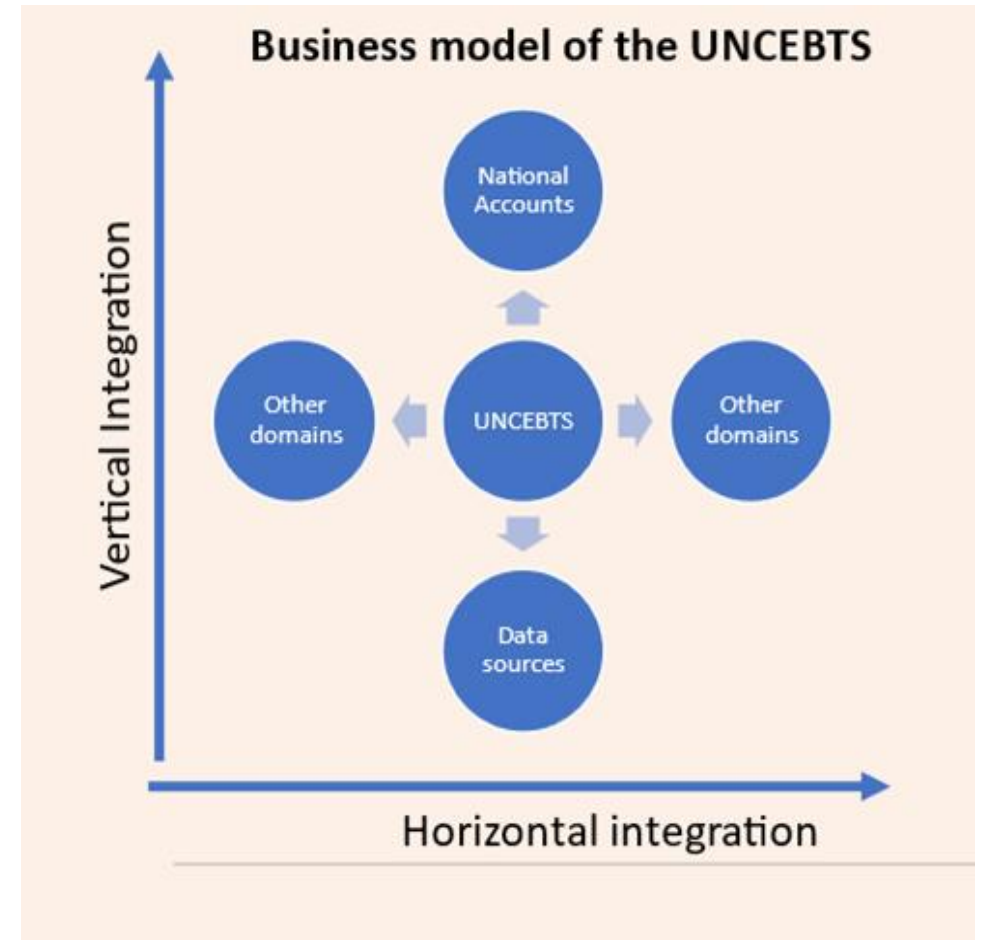 Business model of the UNCEBTS
Vertical Integration
National
Accounts
Other
domains
UNCEBTS
Other
domains
Data
sources
Horizontal integration